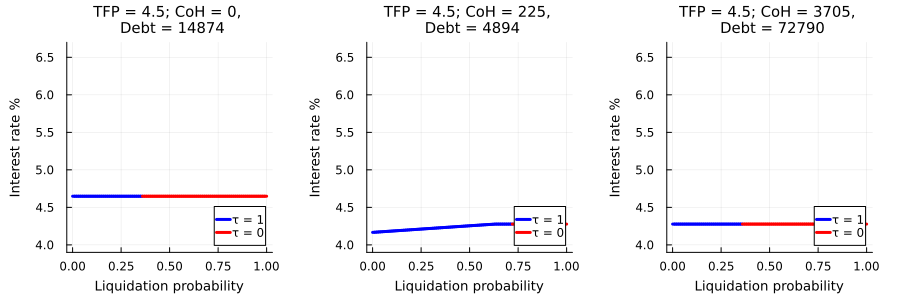 TFP = 4.5; CoH = 0,
Debt = 14874
6.5
6.0
5.5
5.0
4.5
4.0
Interest rate %
0.00
0.25
0.50
0.75
1.00
Liquidation probability
τ = 1
τ = 0
TFP = 4.5; CoH = 225,
Debt = 4894
6.5
6.0
5.5
5.0
4.5
4.0
Interest rate %
0.00
0.25
0.50
0.75
1.00
Liquidation probability
τ = 1
τ = 0
TFP = 4.5; CoH = 3705,
Debt = 72790
6.5
6.0
5.5
5.0
4.5
4.0
Interest rate %
0.00
0.25
0.50
0.75
1.00
Liquidation probability
τ = 1
τ = 0